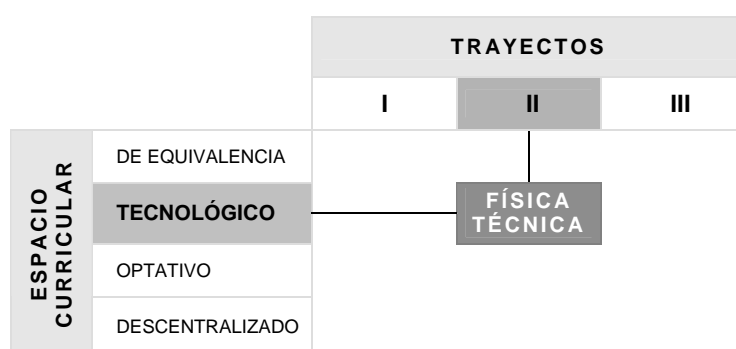 TRAYECTOS
I II III
ESPACIO
CURRICULAR
DE EQUIVALENCIA
TECNOLÓGICO
FÍSICA
TÉCNICA
OPTATIVO
DESCENTRALIZADO